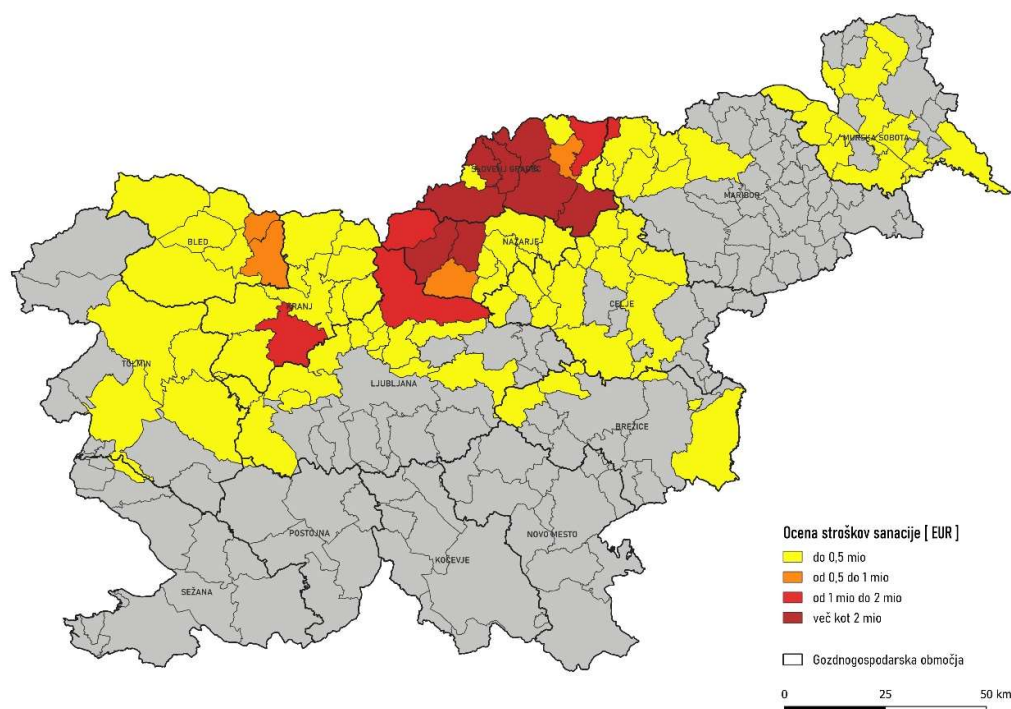 MURSKA SOBOTA
SLOVENJ GRADEC
MARIBOR
BLED
NAZARJE
KRANJ
CELJE
TOLMIN
LJUBLJANA
BREŽICE
POSTOJNA
NOVO MESTO
KOČEVJE
SEŽANA
Ocena stroškov sanacije [ EUR ]
do 0,5 mio
od 0,5 do 1 mio
od 1 mio do 2 mio
več kot 2 mio
Gozdnogospodarska območja
0 25 50 km